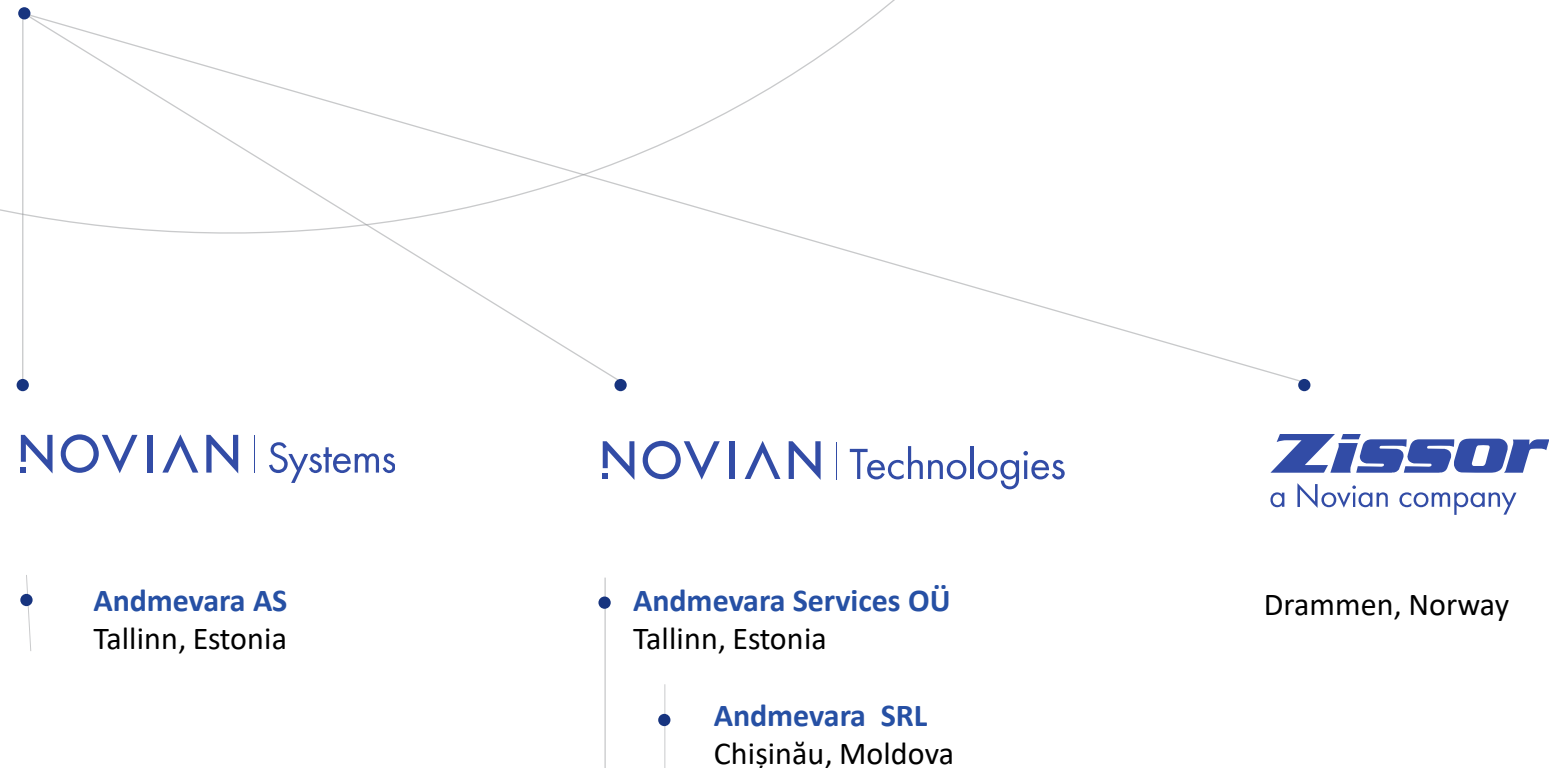 NOVIAN | Systems
NOVIAN | Technologies
Zissor
a Novian company
Andmevara AS
Tallinn, Estonia
Andmevara Services OÜ
Tallinn, Estonia
Andmevara SRL
Chișinău, Moldova
Drammen, Norway